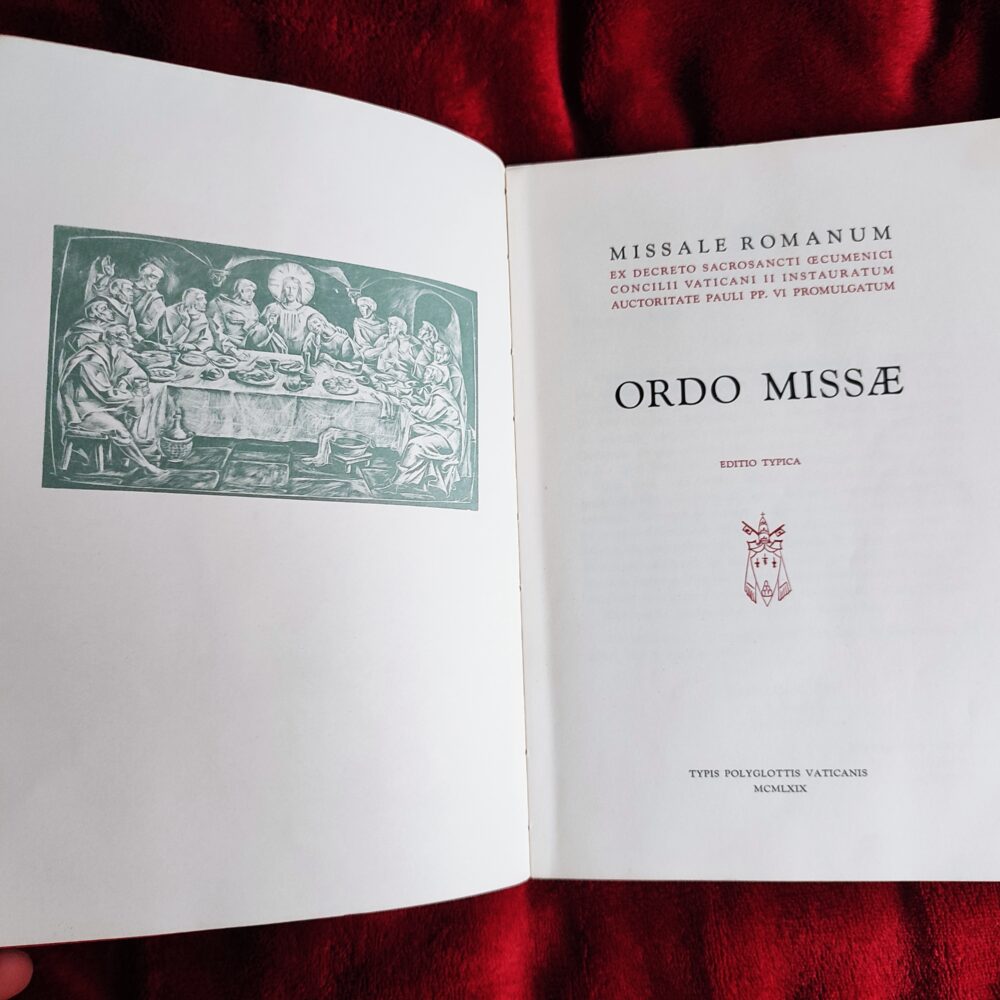 MISSALE ROMANUM
EX DECRETO SACROSANCTI ŒCUMENICI
CONCILII VATICANI II INSTAURATUM
AUCTORITATE PAULI PP. VI PROMULGATUM
ORDO MISSÆ
EDITIO TYPICA
TYPIS POLYGLOTTIS VATICANIS
MCMLXIX